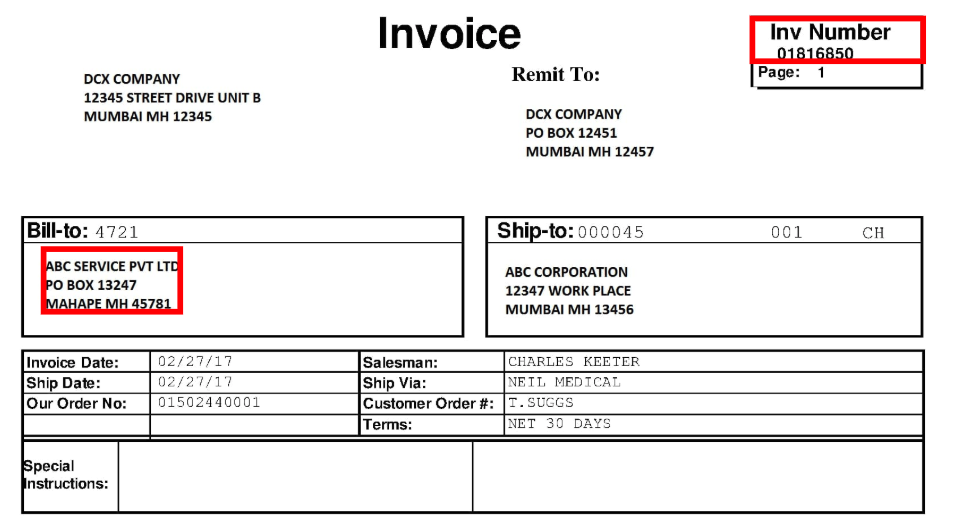 Invoice
Inv Number
01816850
Page: 1
DCX COMPANY
12345 STREET DRIVE UNIT B
MUMBAI MH 12345
Remit To:
DCX COMPANY
PO BOX 12451
MUMBAI MH 12457
Bill-to: 4721
ABC SERVICE PVT LTD
PO BOX 13247
MAHAPE MH 45781
Ship-to: 000045 001 CH
ABC CORPORATION
12347 WORK PLACE
MUMBAI MH 13456
Invoice Date: 02/27/17 Salesman: CHARLES KEETER
Ship Date: 02/27/17 Ship Via: NEIL MEDICAL
Our Order No: 01502440001 Customer Order #: T.SUGGS
Terms: NET 30 DAYS
Special
Instructions: